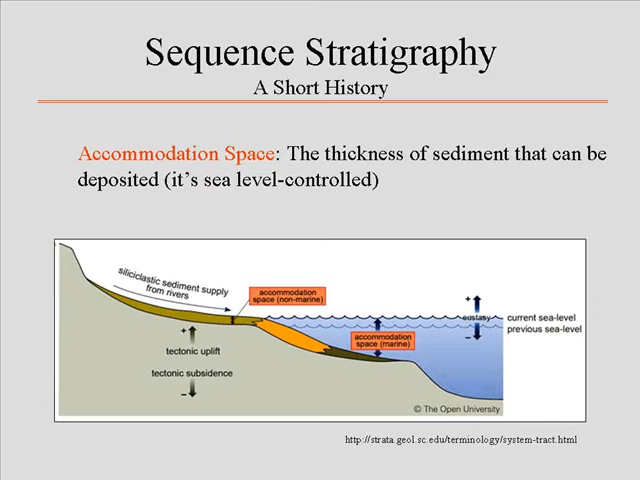 Sequence Stratigraphy
A Short History
Accommodation Space: The thickness of sediment that can be
deposited (it's sea level-controlled)
siliciclastic sediment supply
from rivers
accommodation
space (non-marine)
+
eustasy
–
current sea-level
previous sea-level
accommodation
space (marine)
+
tectonic uplift
tectonic subsidence
–
© The Open University
http://strata.geol.sc.edu/terminology/system-tract.html